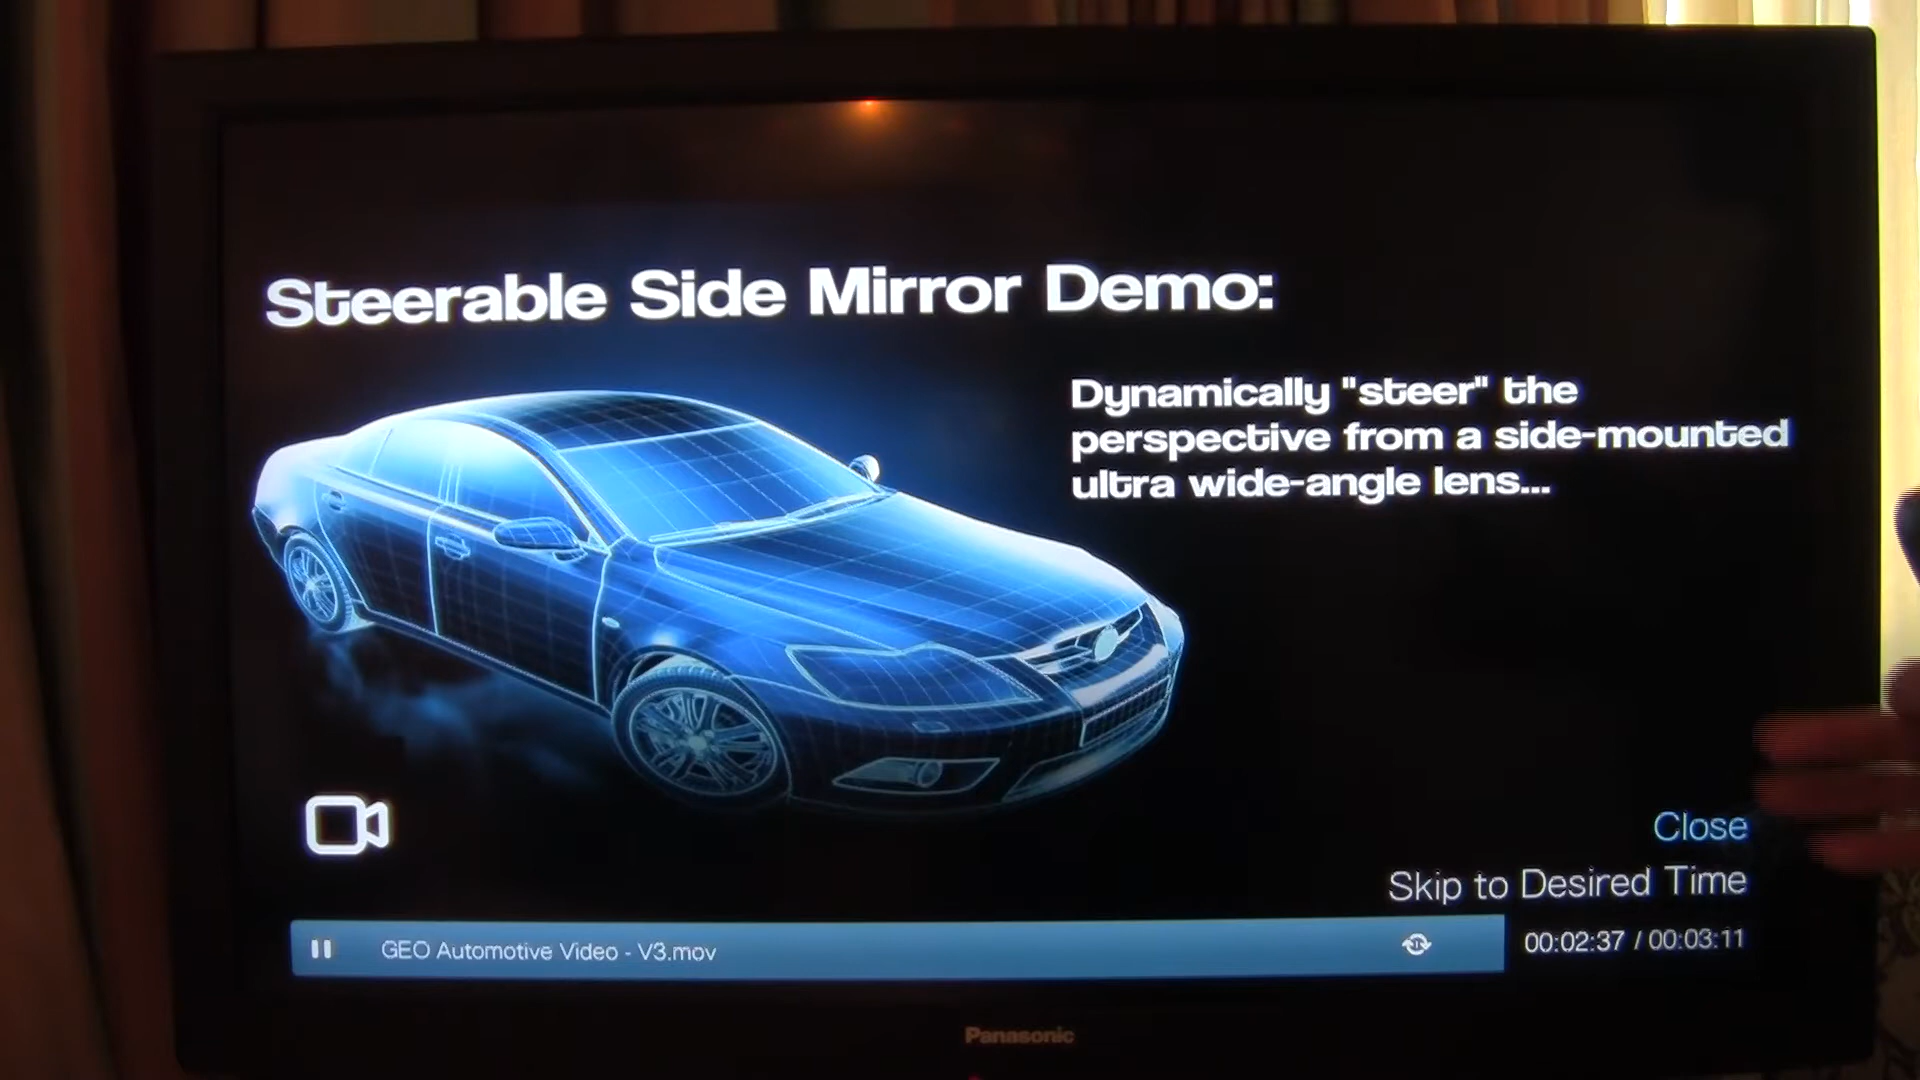 Steerable Side Mirror Demo:
Dynamically "steer" the
perspective from a side-mounted
ultra wide-angle lens...
Close
Skip to Desired Time
GEO Automotive Video - V3.mov
00:02:37 / 00:03:11
Panasonic